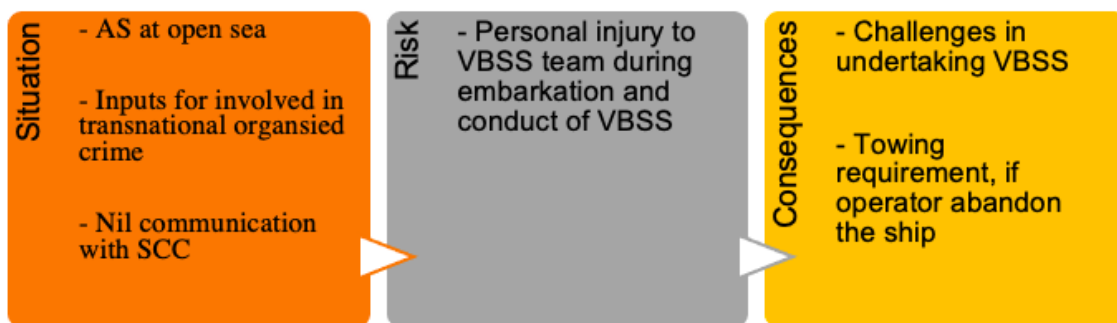 Situation
- AS at open sea
- Inputs for involved in
transnational organsied
crime
- Nil communication
with SCC
Risk
- Personal injury to
VBSS team during
embarkation and
conduct of VBSS
Consequences
- Challenges in
undertaking VBSS
- Towing
requirement, if
operator abandon
the ship